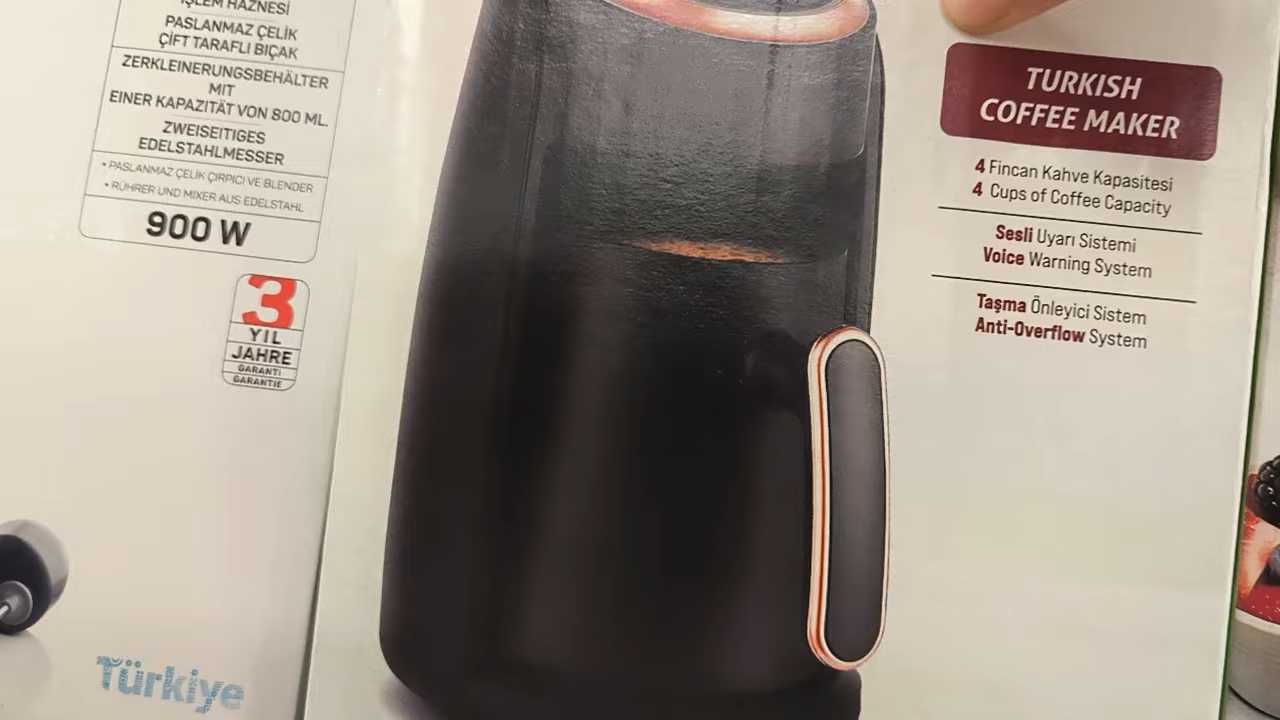 İŞLEM HAZNESİ
PASLANMAZ ÇELİK
ÇİFT TARAFLI BIÇAK
ZERKLEINERUNGSBEHÄLTER
MIT
EINER KAPAZITÄT VON 800 ML.
ZWEISEITIGES
EDELSTAHLMESSER
• PASLANMAZ ÇELİK ÇIRPICI VE BLENDER
• RÜHRER UND MIXER AUS EDELSTAHL
900 W
3
YIL
JAHRE
GARANTİ
GARANTIE
Türkiye
TURKISH
COFFEE MAKER
4 Fincan Kahve Kapasitesi
4 Cups of Coffee Capacity
Sesli Uyarı Sistemi
Voice Warning System
Taşma Önleyici Sistem
Anti-Overflow System